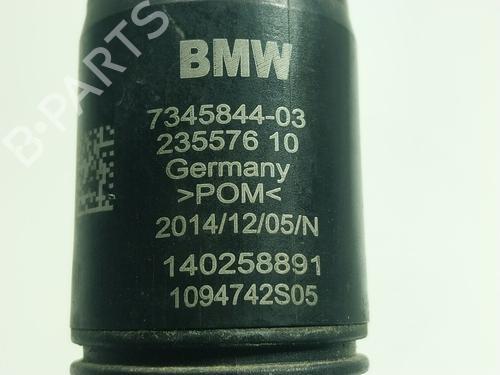 BMW
7345844-03
235576 10
Germany
>POM<
2014/12/05/N
140258891
1094742S05
B-PARTS